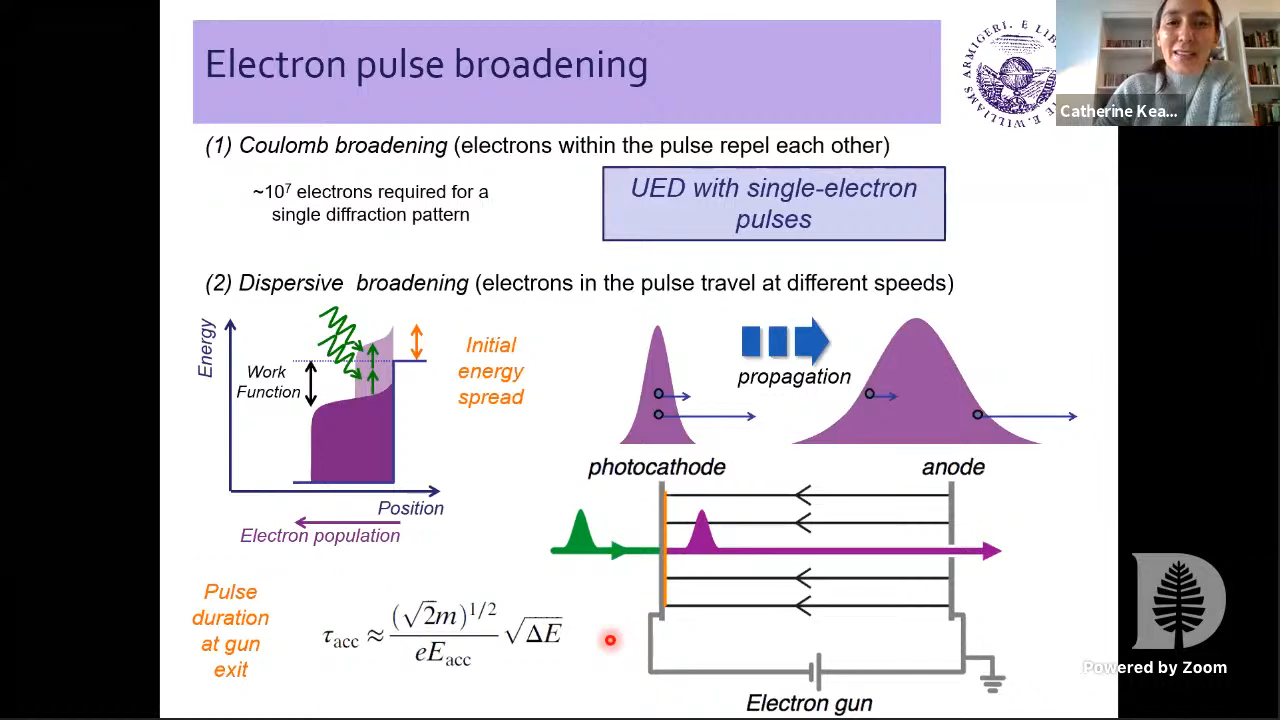 Electron pulse broadening
ARMIGERI. E LIB
E. WILLIAMS
Catherine Kea...
(1) Coulomb broadening (electrons within the pulse repel each other)
~10⁷ electrons required for a
single diffraction pattern
UED with single-electron
pulses
(2) Dispersive broadening (electrons in the pulse travel at different speeds)
Energy
Work
Function
Initial
energy
spread
Position
Electron population
propagation
photocathode
anode
Pulse
duration
at gun
exit
τ_acc ≈ (√2m)^{1/2} / eE_acc √ΔE
Electron gun
D
Powered by Zoom